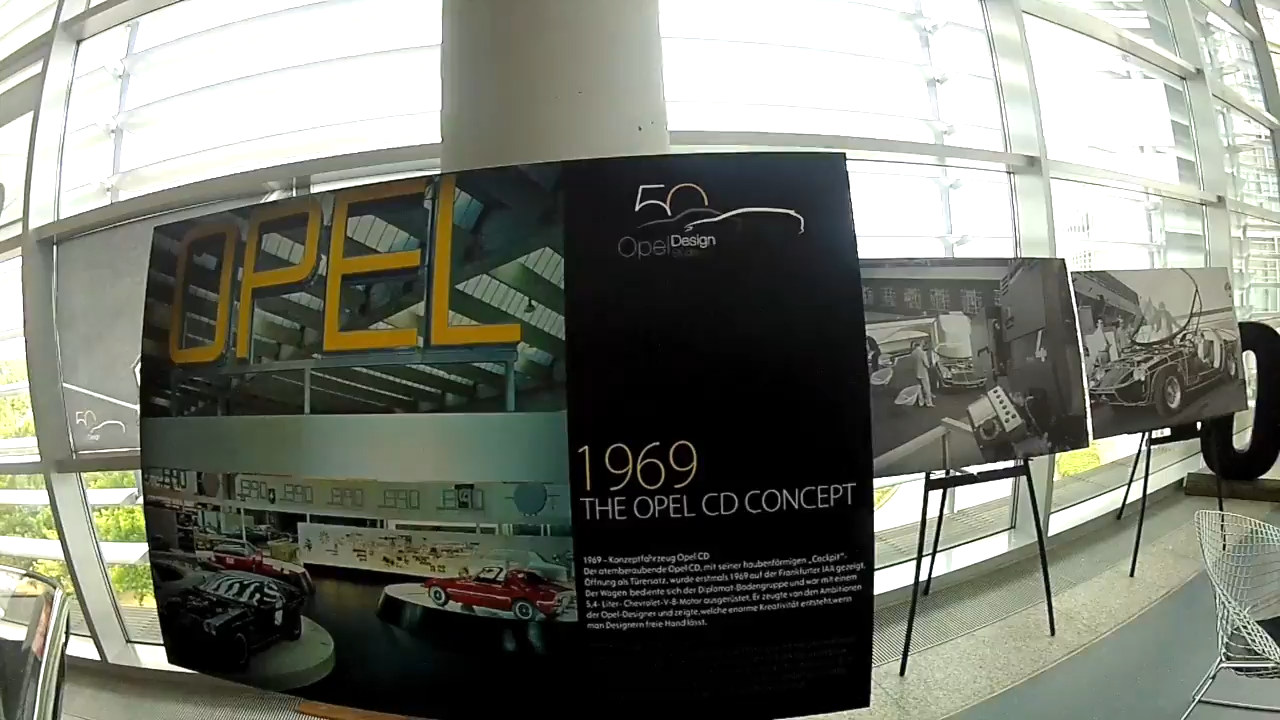 OPEL
50
Opel Design
Studio
1969
THE OPEL CD CONCEPT
1969 – Konzeptfahrzeug Opel CD
Der atemberaubende Opel CD, mit seiner haubenförmigen „Cockpit“-
Öffnung als Türersatz, wurde erstmals 1969 auf der Frankfurter IAA gezeigt.
Der Wagen bediente sich der Diplomat-Bodengruppe und war mit einem
5,4- Liter- Chevrolet-V-8-Motor ausgerüstet. Er zeugte von den Ambitionen
der Opel-Designer und zeigte, welche enorme Kreativität entsteht, wenn
man Designern freie Hand lässt.
50